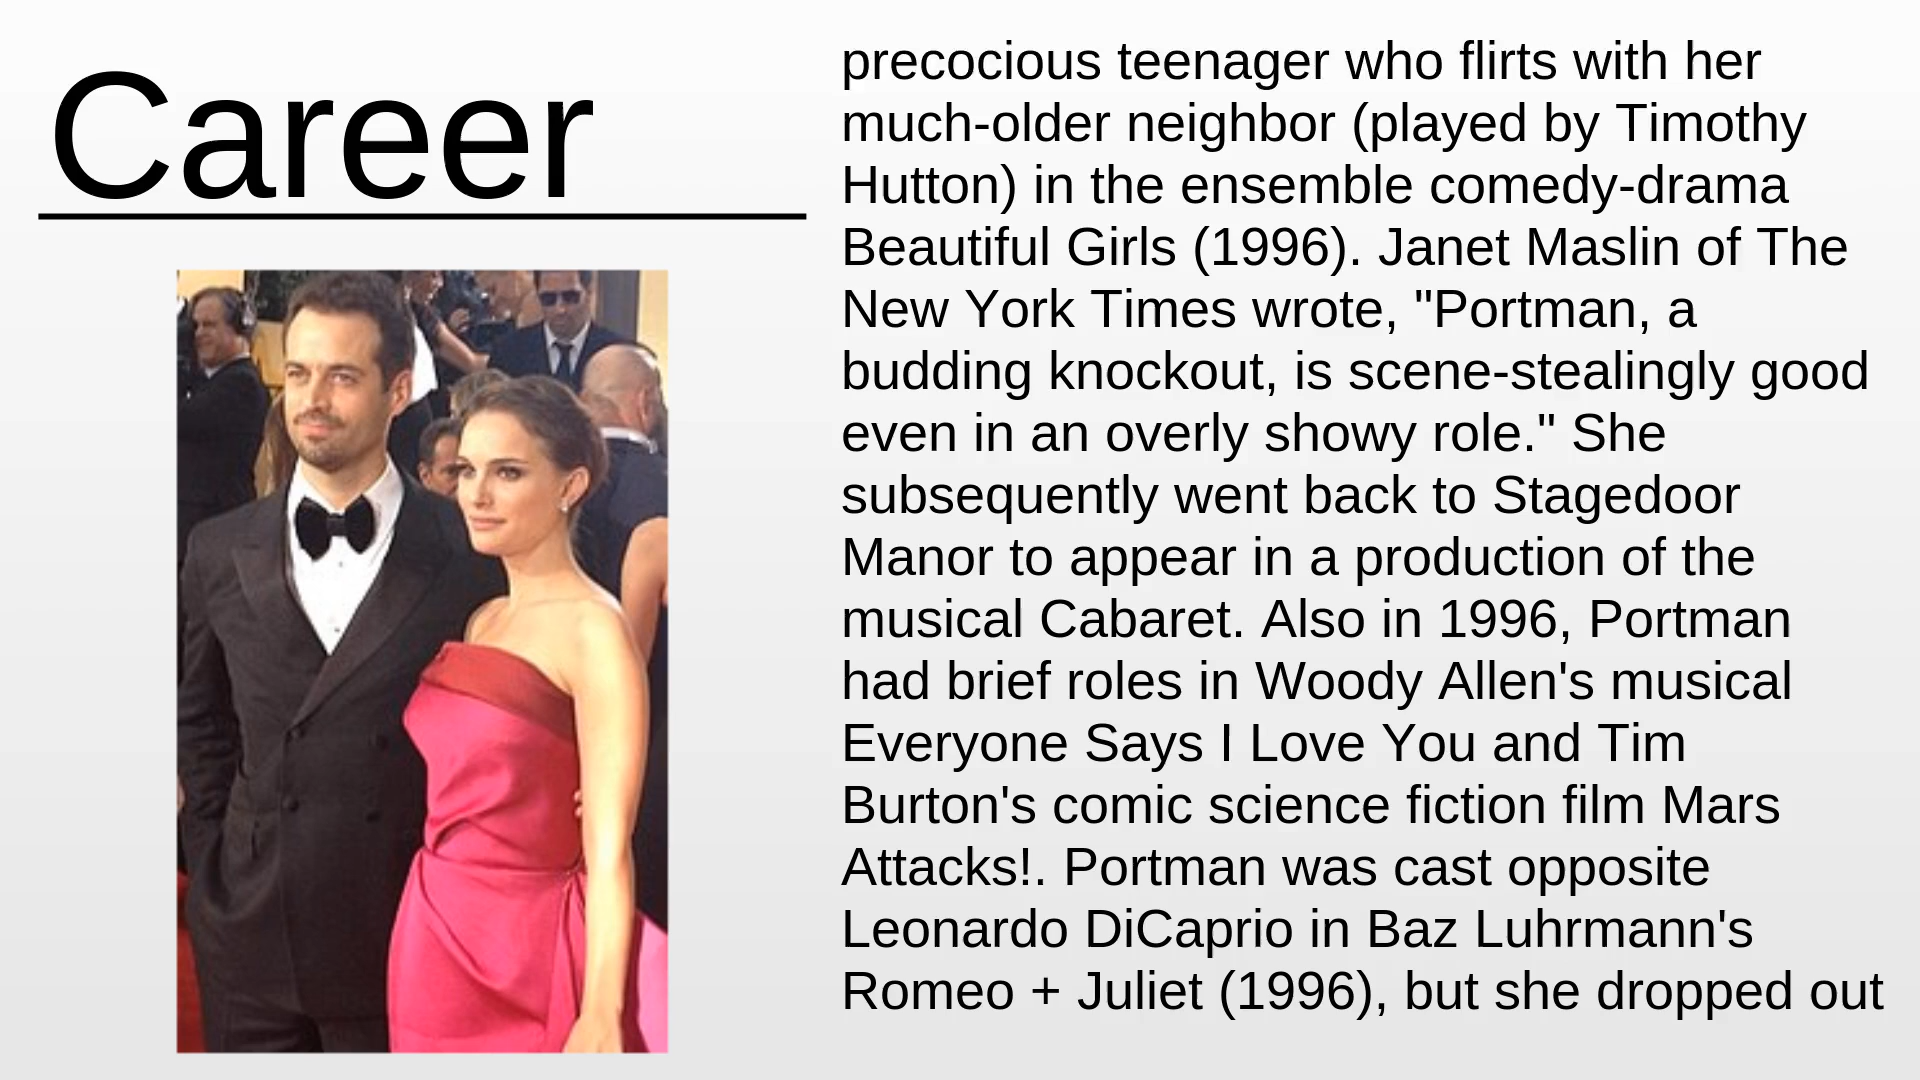 Career
precocious teenager who flirts with her
much-older neighbor (played by Timothy
Hutton) in the ensemble comedy-drama
Beautiful Girls (1996). Janet Maslin of The
New York Times wrote, "Portman, a
budding knockout, is scene-stealingly good
even in an overly showy role." She
subsequently went back to Stagedoor
Manor to appear in a production of the
musical Cabaret. Also in 1996, Portman
had brief roles in Woody Allen's musical
Everyone Says I Love You and Tim
Burton's comic science fiction film Mars
Attacks!. Portman was cast opposite
Leonardo DiCaprio in Baz Luhrmann's
Romeo + Juliet (1996), but she dropped out